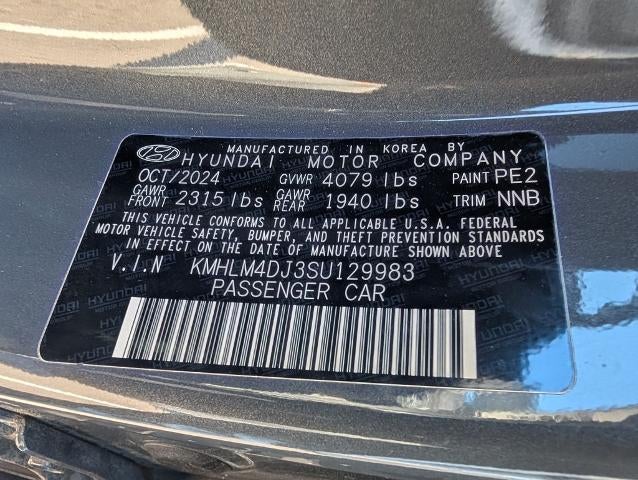 MANUFACTURED IN KOREA BY
HYUNDAI MOTOR COMPANY
OCT/2024 GVWR 4079 lbs PAINT PE2
GAWR FRONT 2315 lbs GAWR REAR 1940 lbs TRIM NNB
THIS VEHICLE CONFORMS TO ALL APPLICABLE U.S.A. FEDERAL
MOTOR VEHICLE SAFETY, BUMPER, AND THEFT PREVENTION STANDARDS
IN EFFECT ON THE DATE OF MANUFACTURE SHOWN ABOVE
V.I.N KMHLM4DJ3SU129983
PASSENGER CAR